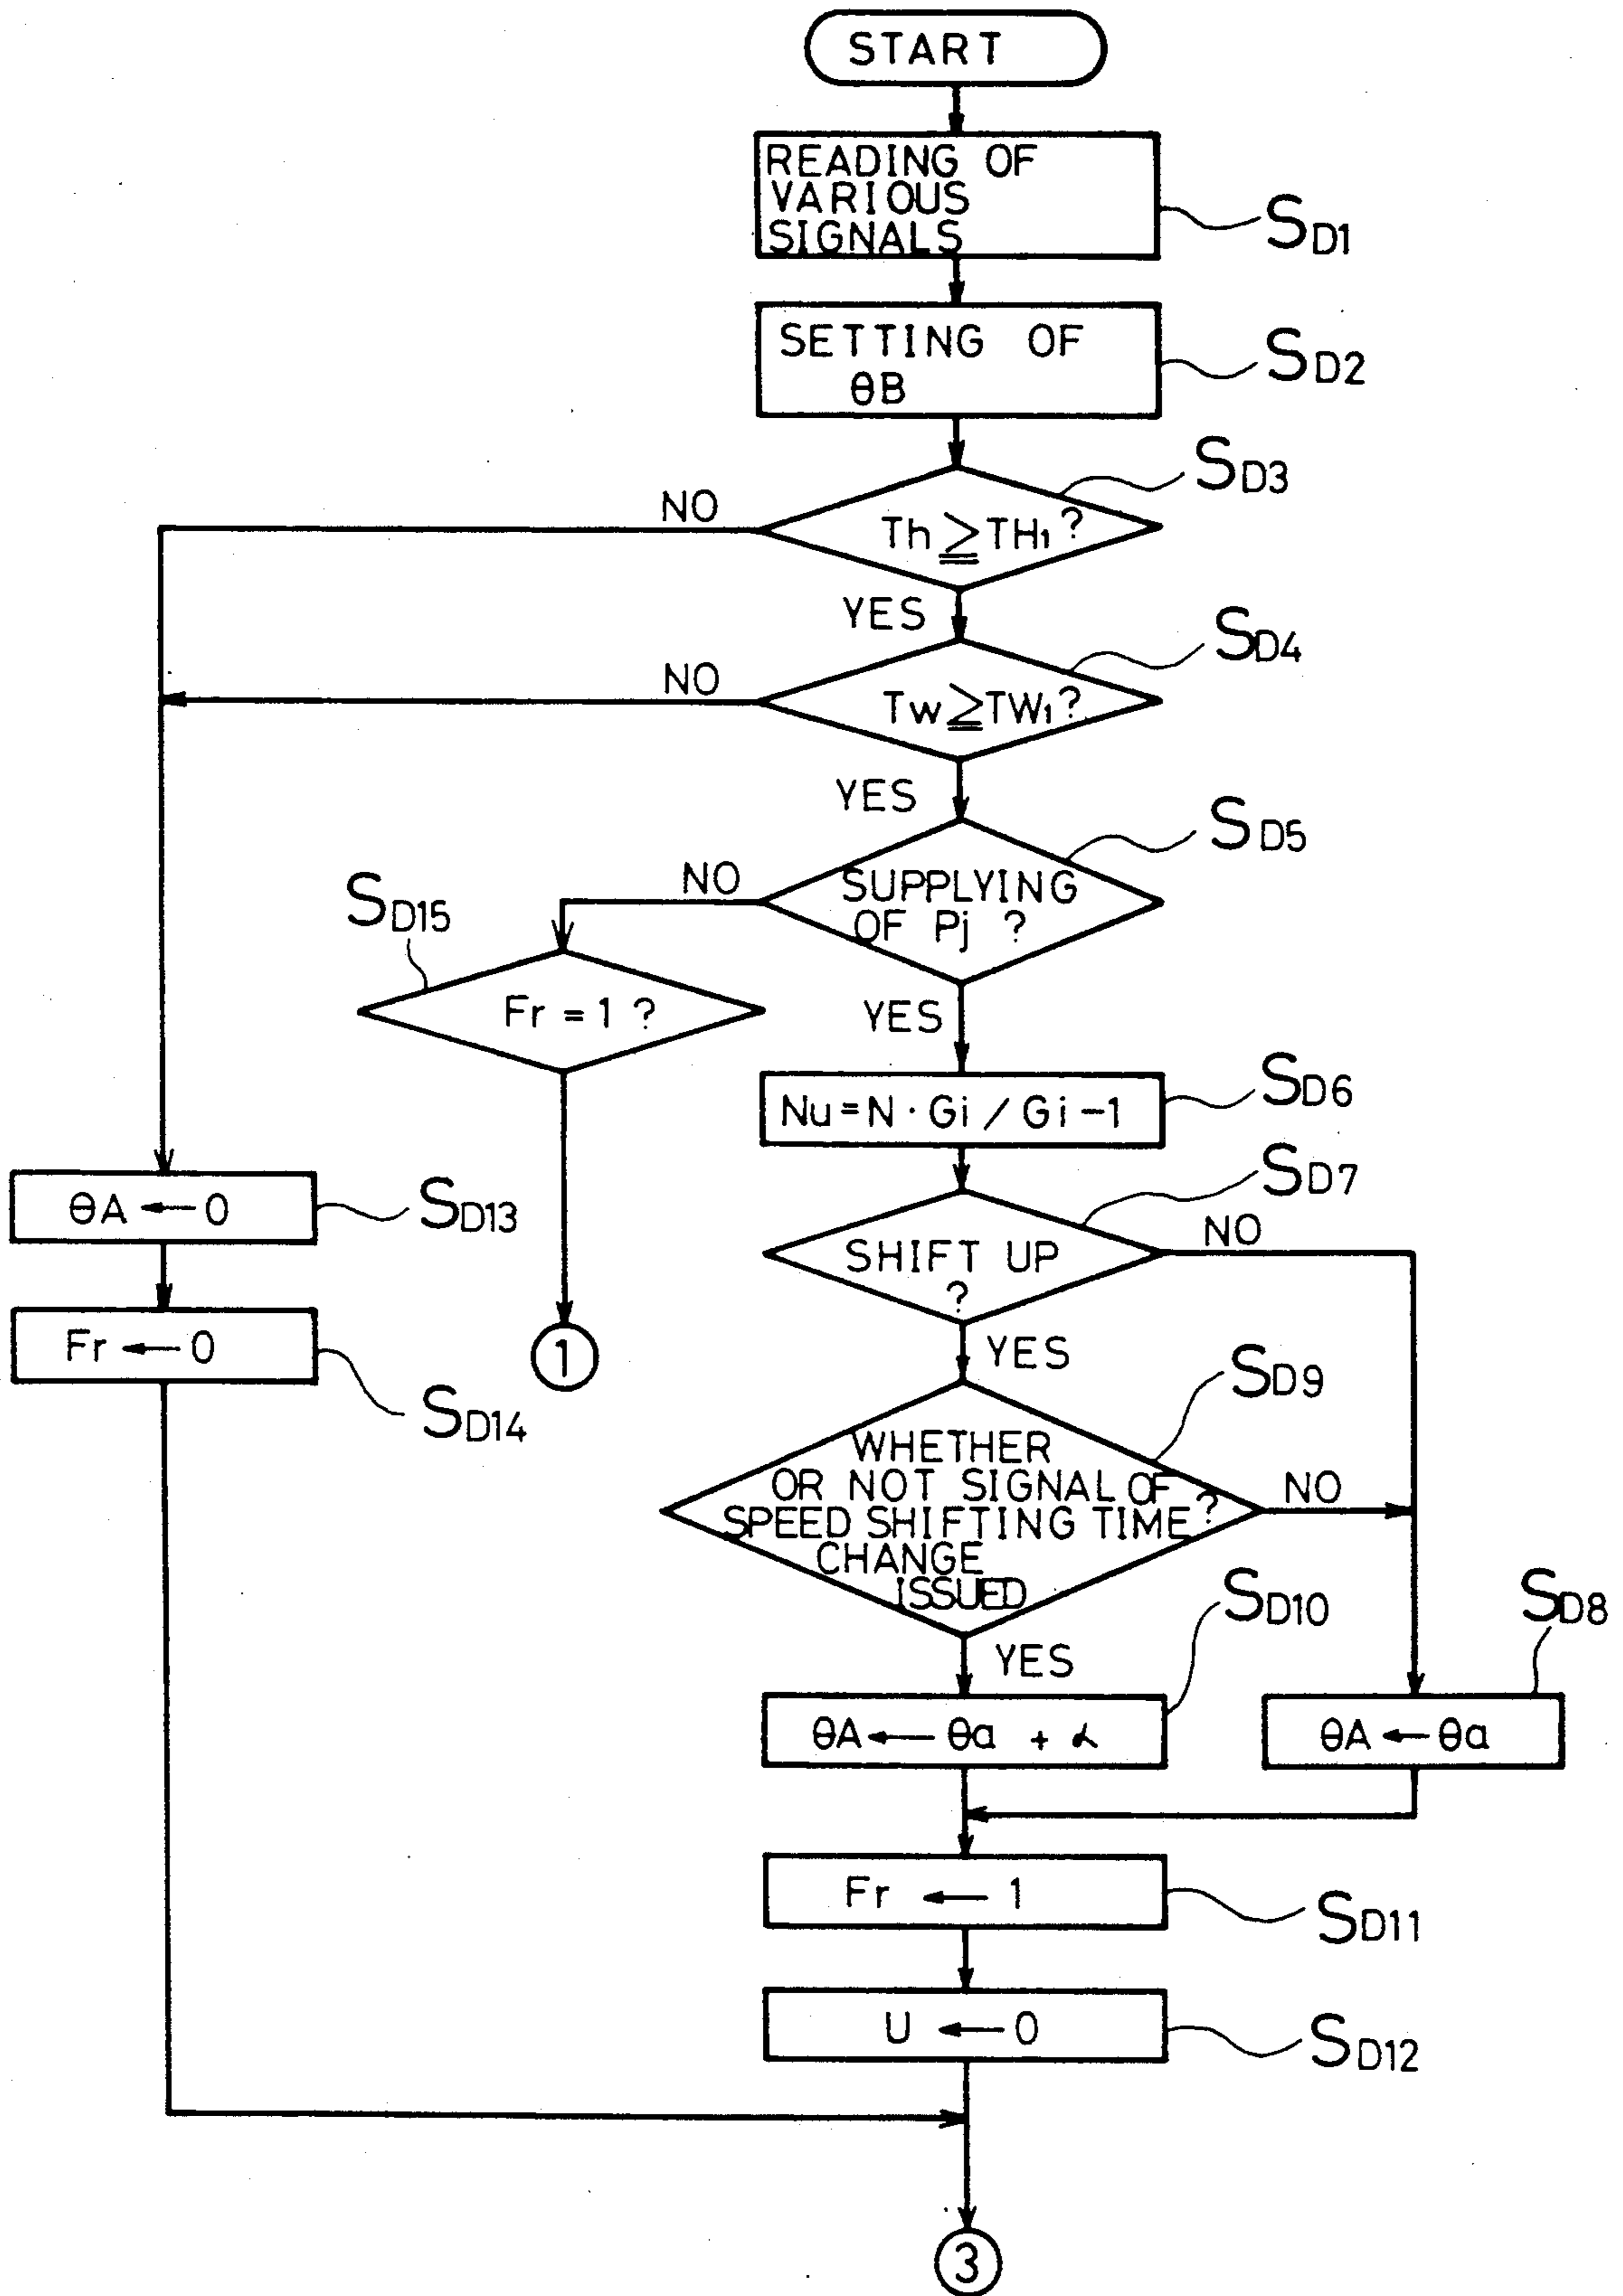 START
READING OF
VARIOUS
SIGNALS
SD1
SETTING OF
θB
SD2
SD3
NO
Th ≧ TH1 ?
YES
SD4
NO
Tw ≧ TW1 ?
YES
SD5
NO
SUPPLYING
OF Pj ?
SD15
Fr = 1 ?
YES
SD6
Nu = N · Gi / Gi -1
SD7
NO
SHIFT UP
?
θA ← 0
SD13
Fr ← 0
SD14
1
YES
SD9
WHETHER
OR NOT SIGNAL OF
SPEED SHIFTING TIME ?
CHANGE
ISSUED
NO
YES
SD10
SD8
θA ← θa + α
θA ← θa
Fr ← 1
SD11
U ← 0
SD12
3